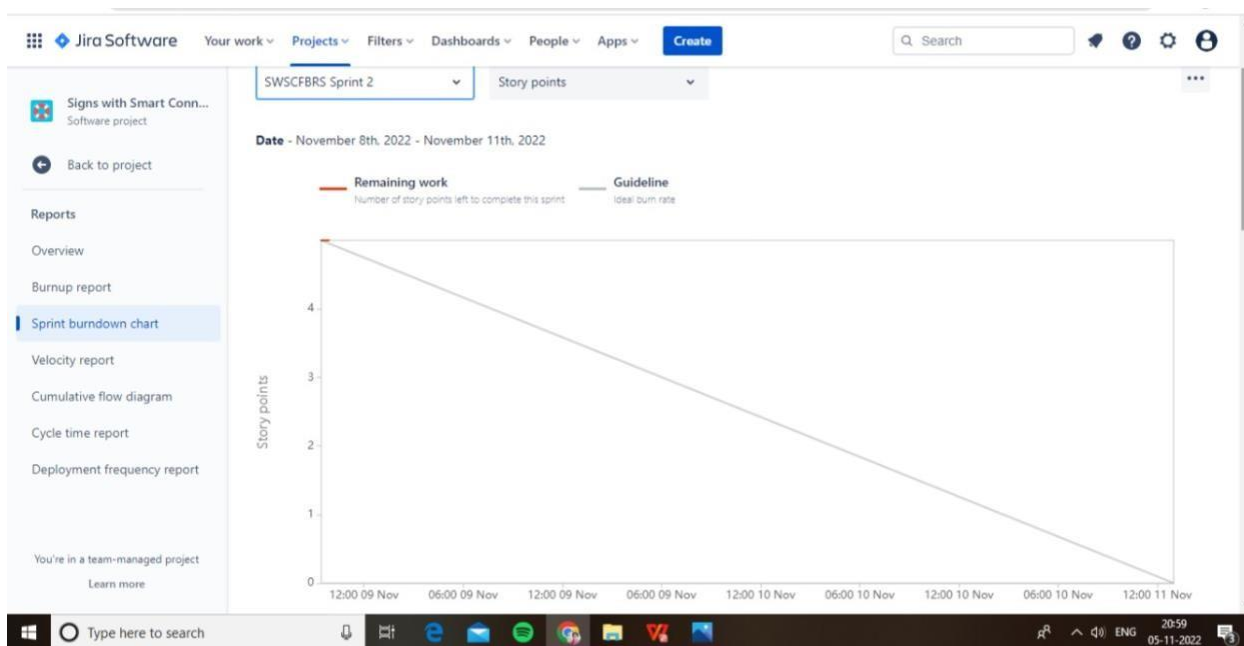 Jira Software Your work Projects Filters Dashboards People Apps Create Search
SWSCFBRS Sprint 2 Story points
Signs with Smart Conn...
Software project
Back to project
Reports
Overview
Burnup report
Sprint burndown chart
Velocity report
Cumulative flow diagram
Cycle time report
Deployment frequency report
You're in a team-managed project
Learn more
Date - November 8th, 2022 - November 11th, 2022
Remaining work
Number of story points left to complete this sprint
Guideline
Ideal burn rate
Story points
4
3
2
1
0
12:00 09 Nov 06:00 09 Nov 12:00 09 Nov 06:00 09 Nov 12:00 10 Nov 06:00 10 Nov 12:00 10 Nov 06:00 10 Nov 12:00 11 Nov
Type here to search
ENG
20:59
05-11-2022
3